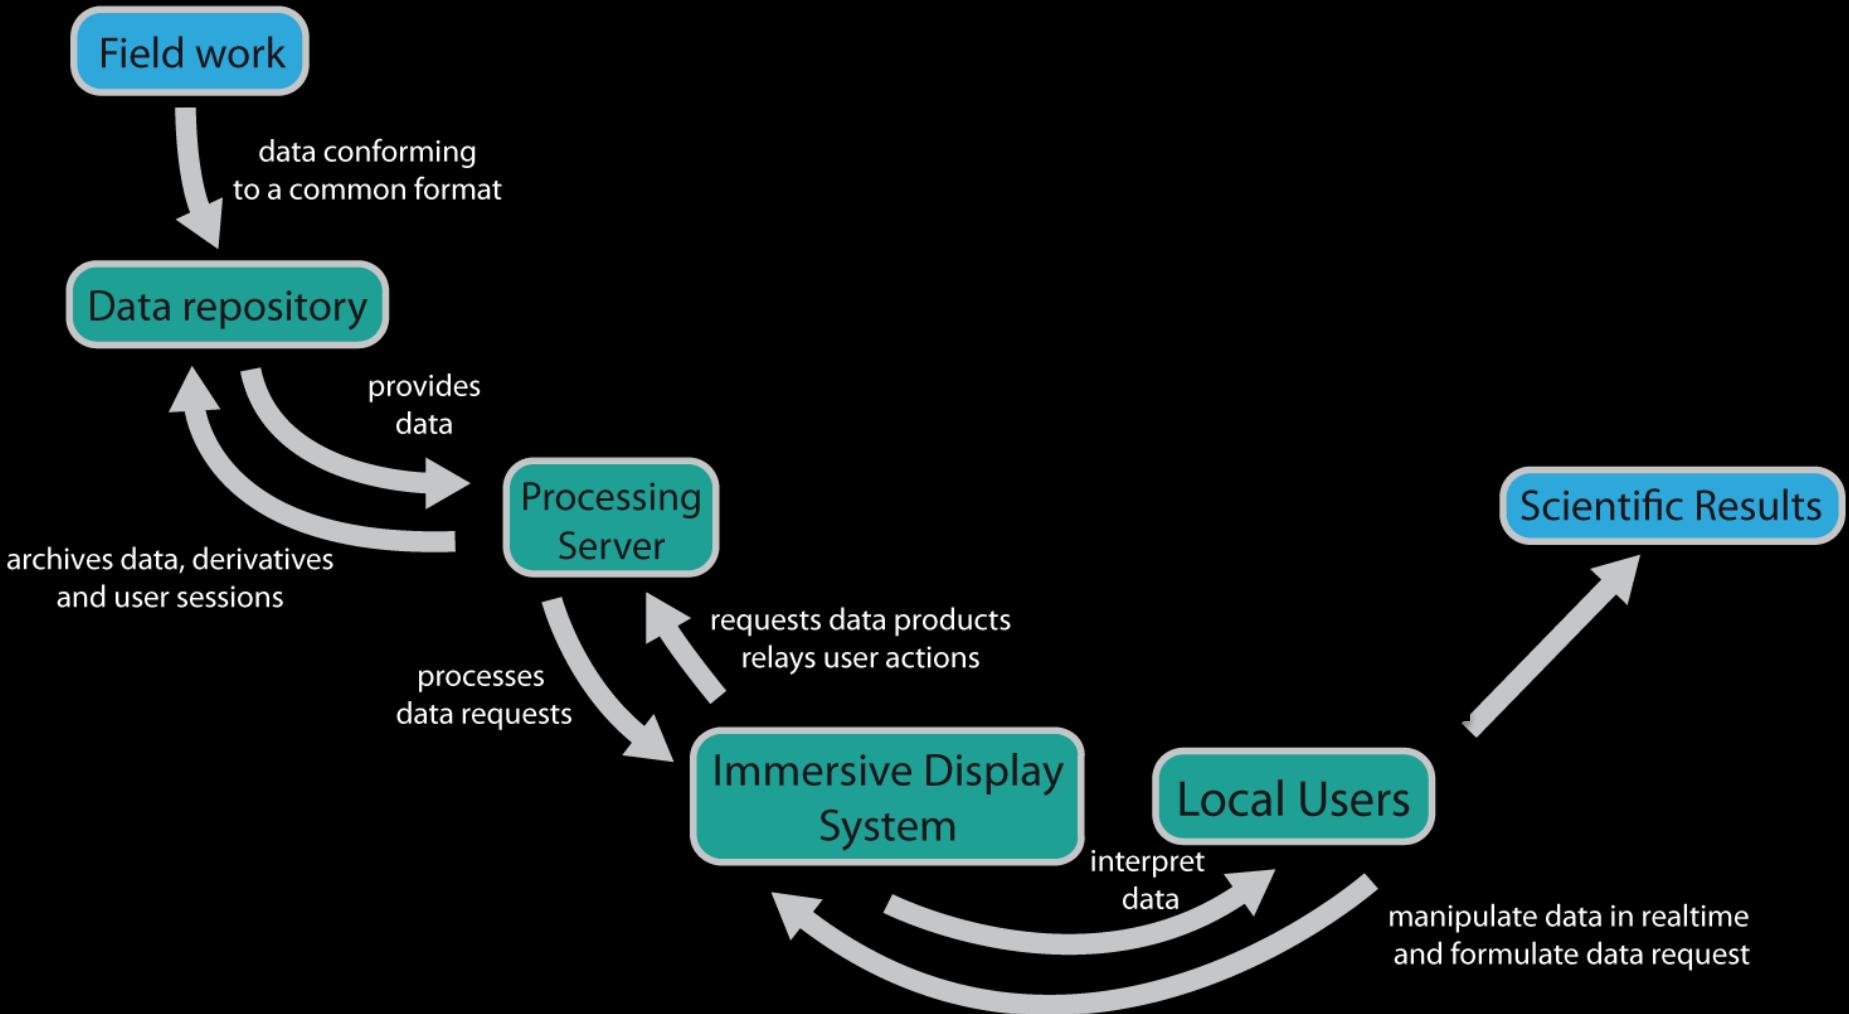 Field work
data conforming
to a common format
Data repository
provides
data
archives data, derivatives
and user sessions
Processing
Server
Scientific Results
requests data products
relays user actions
processes
data requests
Immersive Display
System
Local Users
interpret
data
manipulate data in realtime
and formulate data request